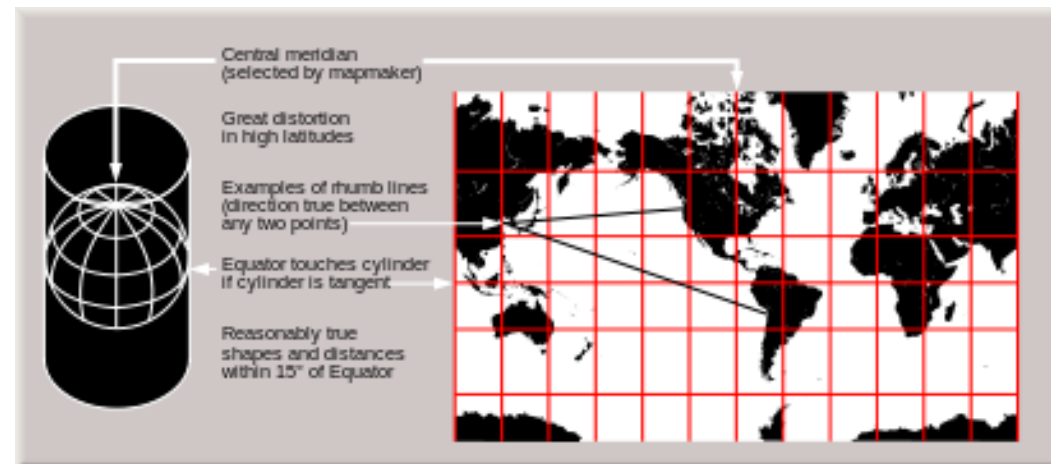 Central meridian
(selected by mapmaker)
Great distortion
in high latitudes
Examples of rhumb lines
(direction true between
any two points)
Equator touches cylinder
if cylinder is tangent
Reasonably true
shapes and distances
within 15° of Equator